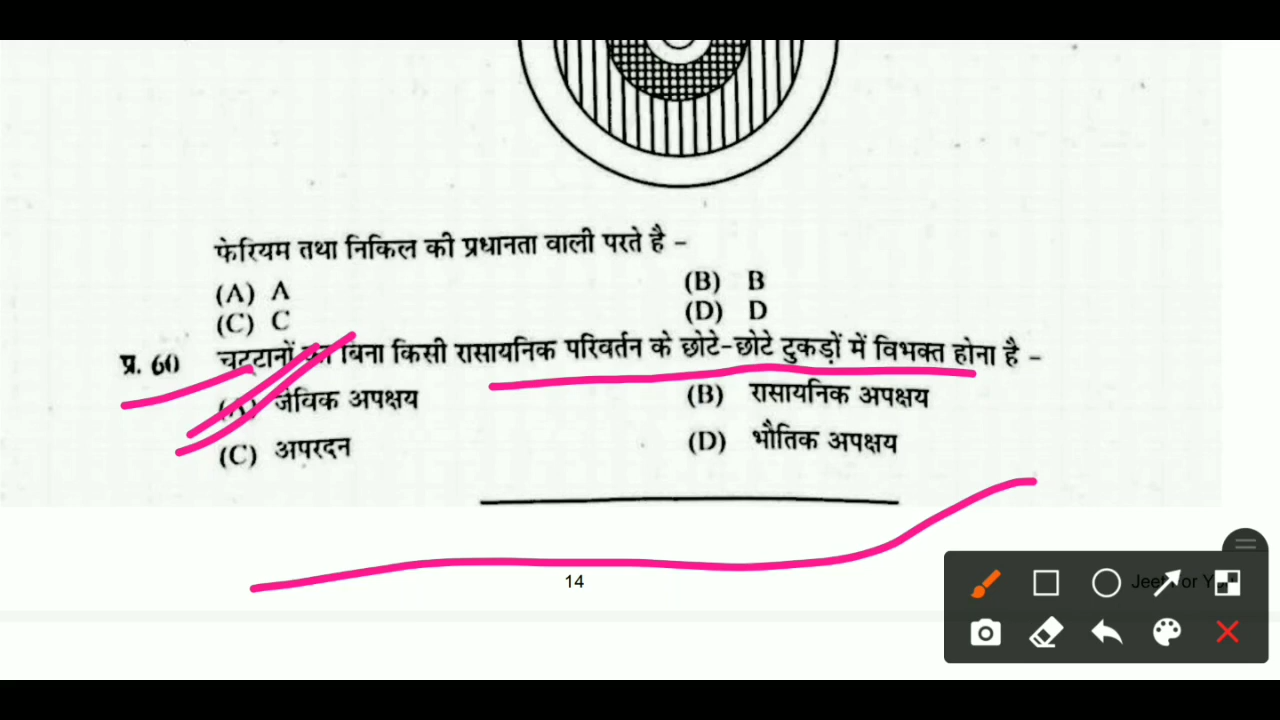 फेरियम तथा निकिल की प्रधानता वाली परते है -
(A) A (B) B
(C) C (D) D
प्र. 60 चट्टानों का बिना किसी रासायनिक परिवर्तन के छोटे-छोटे टुकड़ों में विभक्त होना है -
(A) जैविक अपक्षय (B) रासायनिक अपक्षय
(C) अपरदन (D) भौतिक अपक्षय
14